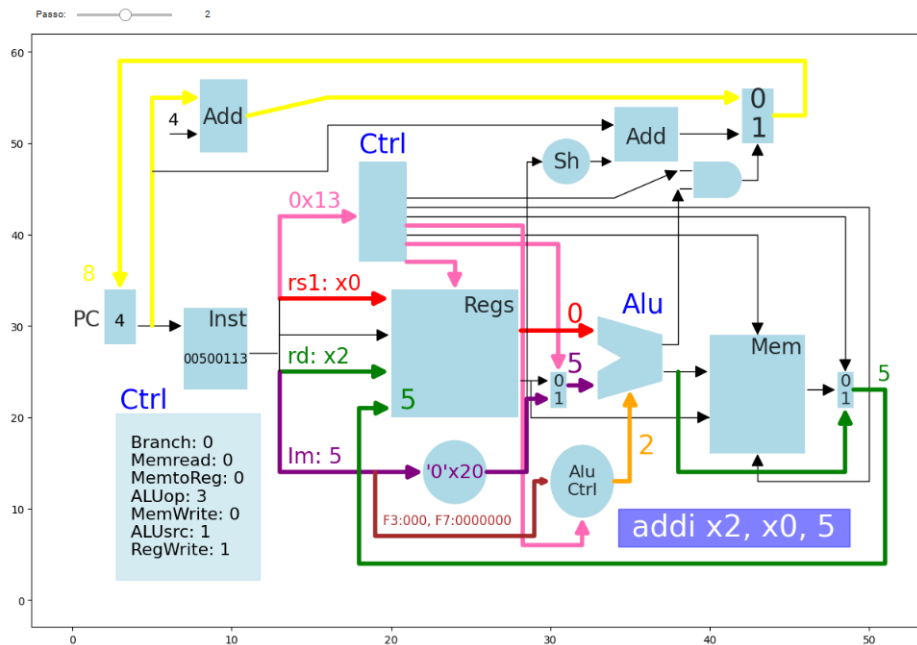 Passo: 2
60
50
40
30
20
10
0
0 10 20 30 40 50
4
Add
Ctrl
Sh
Add
0
1
0x13
8
PC
4
Inst
00500113
rs1: x0
rd: x2
Regs
5
0
5
Alu
0
1
Mem
0
1
5
Im: 5
'0'x20
2
Alu
Ctrl
F3:000, F7:0000000
addi x2, x0, 5
Ctrl
Branch: 0
Memread: 0
MemtoReg: 0
ALUop: 3
MemWrite: 0
ALUsrc: 1
RegWrite: 1